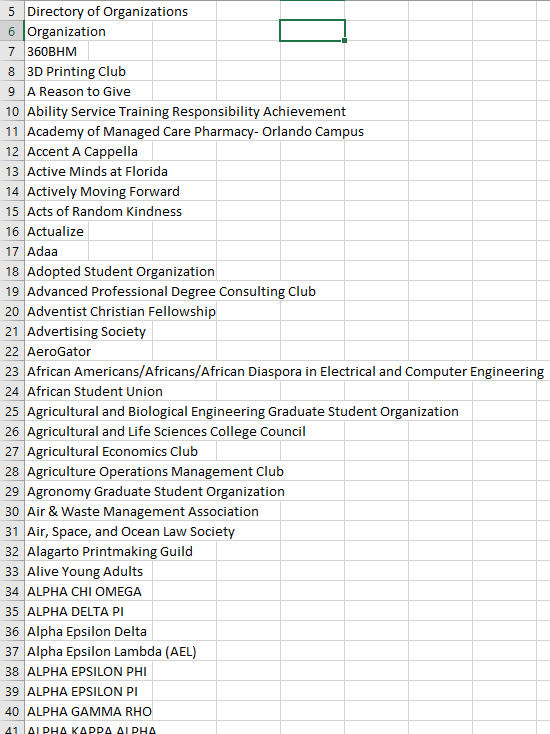 5 Directory of Organizations
6 Organization
7 360BHM
8 3D Printing Club
9 A Reason to Give
10 Ability Service Training Responsibility Achievement
11 Academy of Managed Care Pharmacy- Orlando Campus
12 Accent A Cappella
13 Active Minds at Florida
14 Actively Moving Forward
15 Acts of Random Kindness
16 Actualize
17 Adaa
18 Adopted Student Organization
19 Advanced Professional Degree Consulting Club
20 Adventist Christian Fellowship
21 Advertising Society
22 AeroGator
23 African Americans/Africans/African Diaspora in Electrical and Computer Engineering
24 African Student Union
25 Agricultural and Biological Engineering Graduate Student Organization
26 Agricultural and Life Sciences College Council
27 Agricultural Economics Club
28 Agriculture Operations Management Club
29 Agronomy Graduate Student Organization
30 Air & Waste Management Association
31 Air, Space, and Ocean Law Society
32 Alagarto Printmaking Guild
33 Alive Young Adults
34 ALPHA CHI OMEGA
35 ALPHA DELTA PI
36 Alpha Epsilon Delta
37 Alpha Epsilon Lambda (AEL)
38 ALPHA EPSILON PHI
39 ALPHA EPSILON PI
40 ALPHA GAMMA RHO
41 ALPHA KAPPA ALPHA